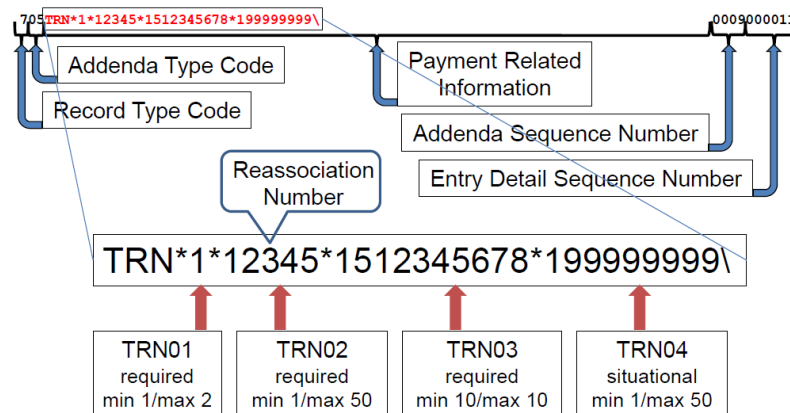 705TRN*1*12345*1512345678*199999999\ 00090000011
Addenda Type Code
Record Type Code
Payment Related
Information
Addenda Sequence Number
Entry Detail Sequence Number
Reassociation
Number
TRN*1*12345*1512345678*199999999\
TRN01
required
min 1/max 2
TRN02
required
min 1/max 50
TRN03
required
min 10/max 10
TRN04
situational
min 1/max 50